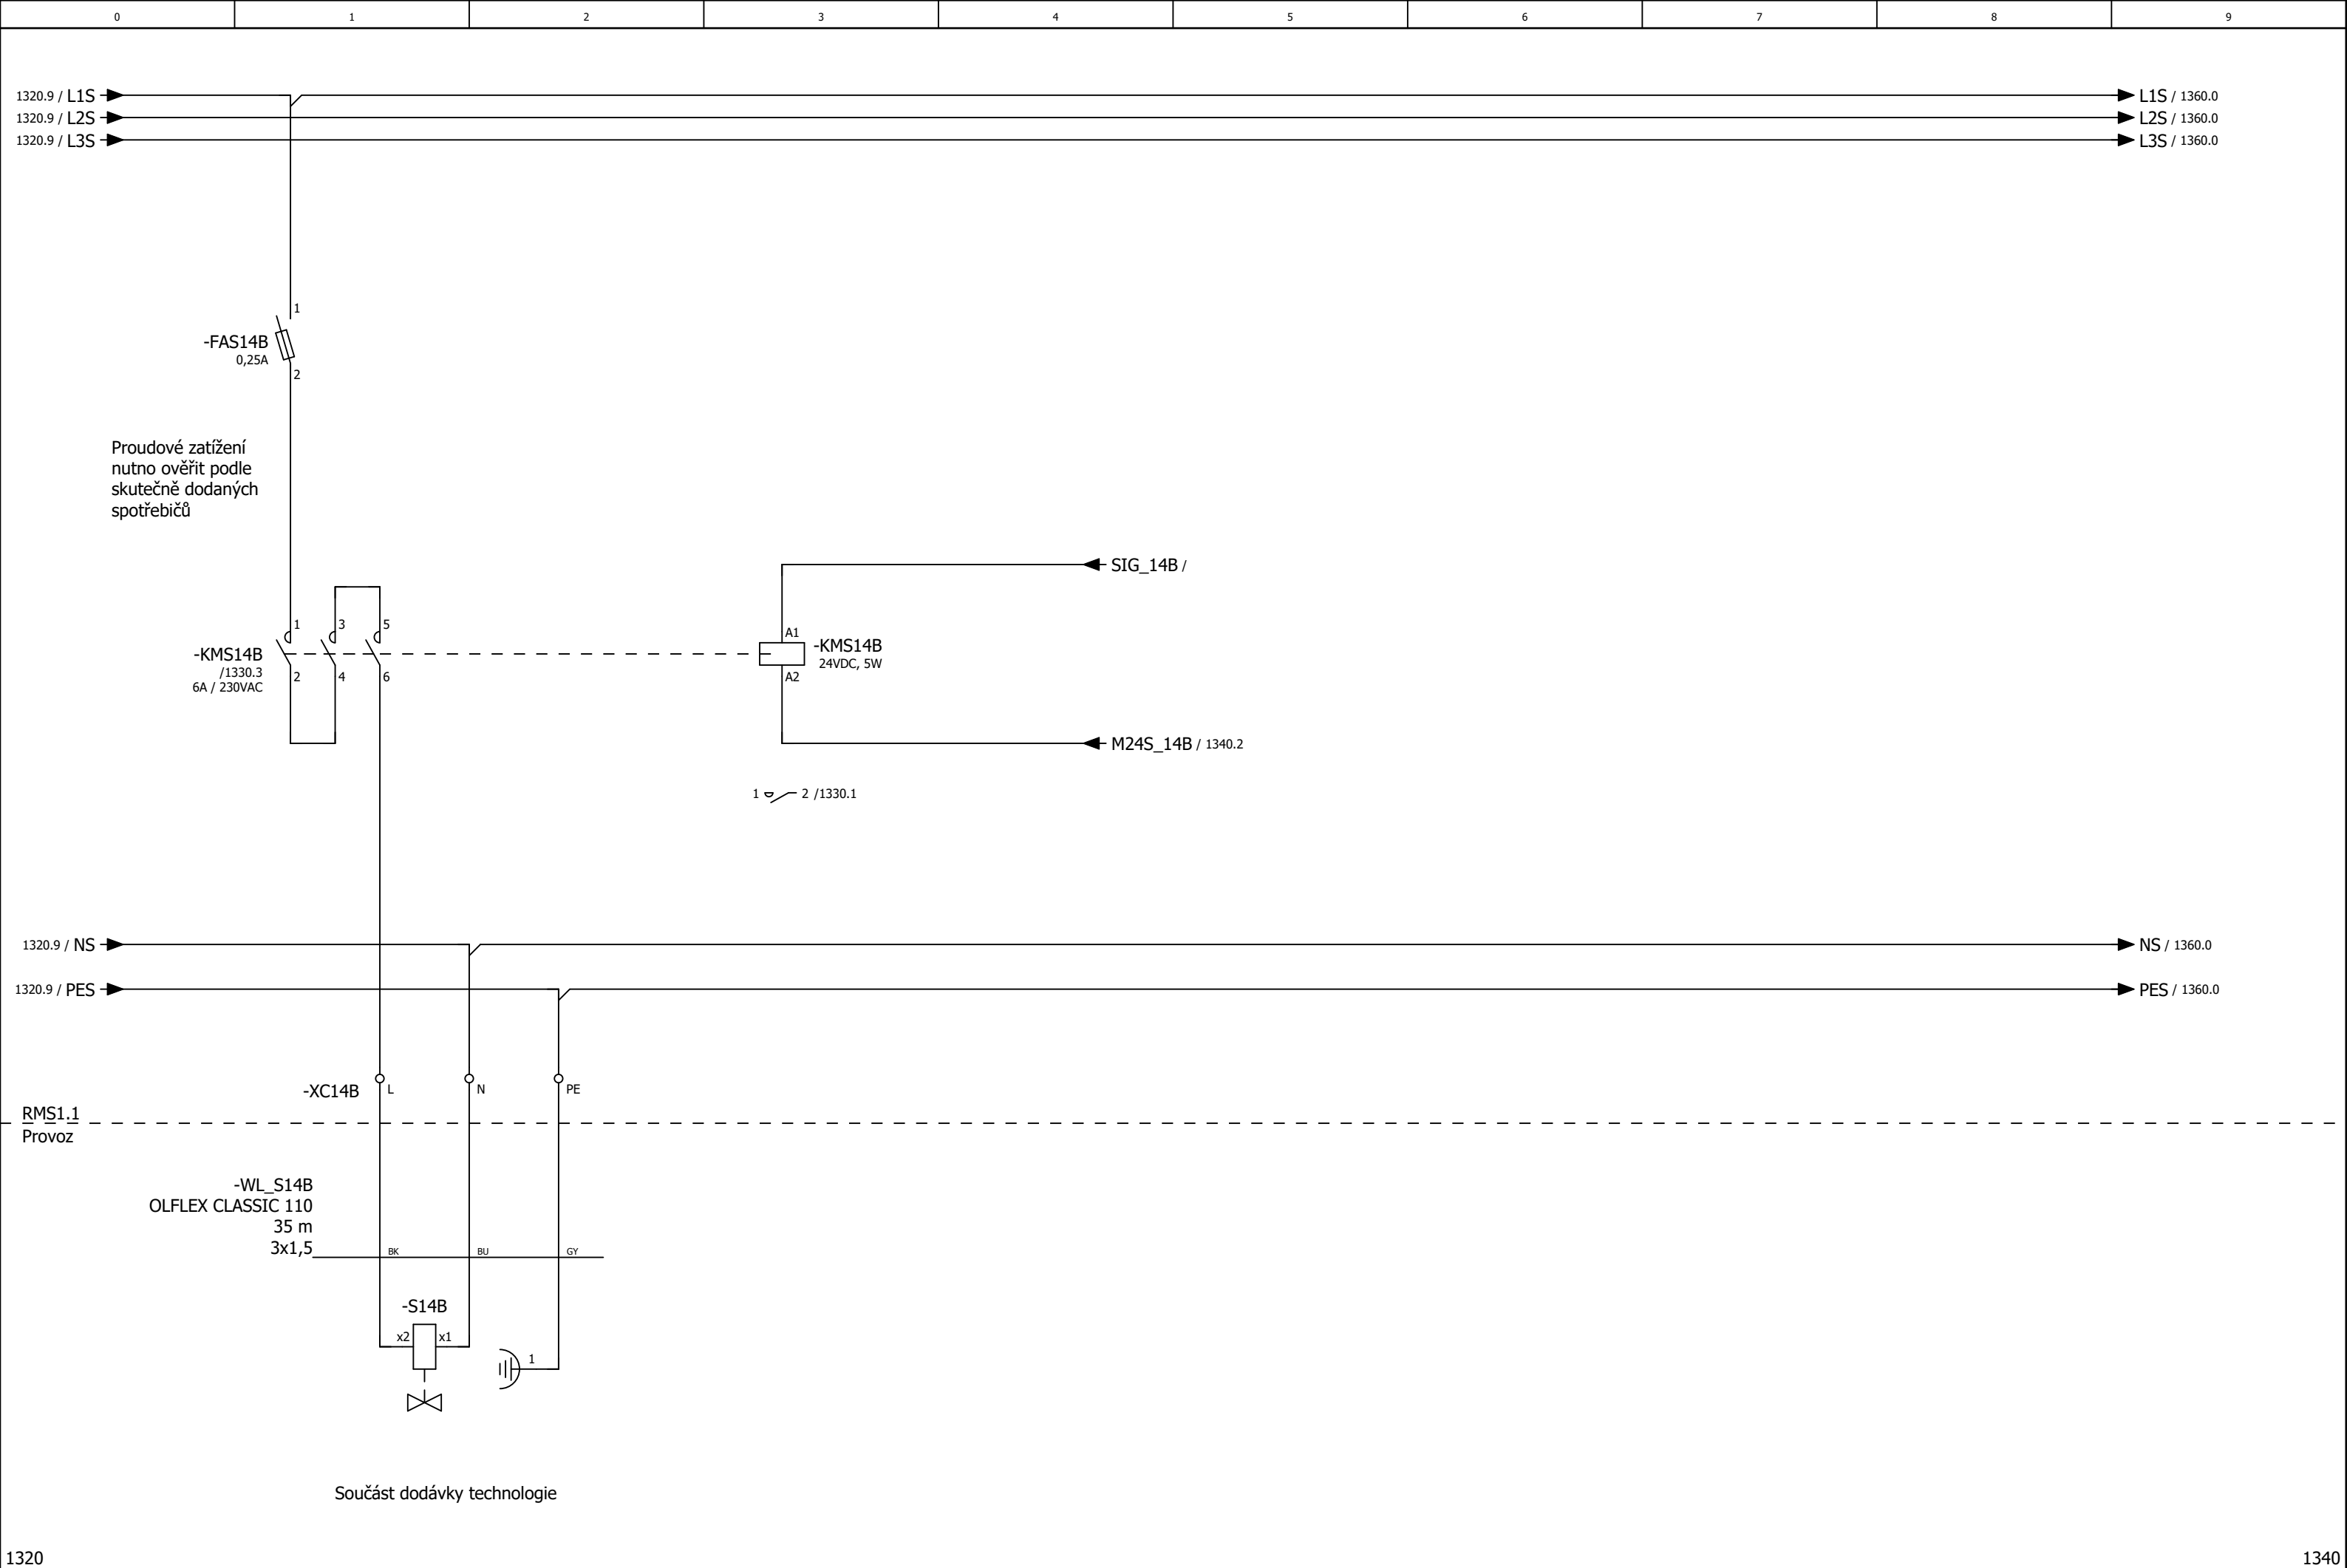 0 1 2 3 4 5 6 7 8 9
1320.9 / L1S L1S / 1360.0
1320.9 / L2S L2S / 1360.0
1320.9 / L3S L3S / 1360.0
1
-FAS14B
0,25A
2
Proudové zatížení
nutno ověřit podle
skutečně dodaných
spotřebičů
SIG_14B /
1 3 5
-KMS14B
/1330.3
6A / 230VAC
2 4 6
A1
-KMS14B
24VDC, 5W
A2
M24S_14B / 1340.2
1 2 /1330.1
1320.9 / NS NS / 1360.0
1320.9 / PES PES / 1360.0
-XC14B L N PE
RMS1.1
Provoz
-WL_S14B
OLFLEX CLASSIC 110
35 m
3x1,5
BK BU GY
-S14B
x2 x1
1
Součást dodávky technologie
1320 1340